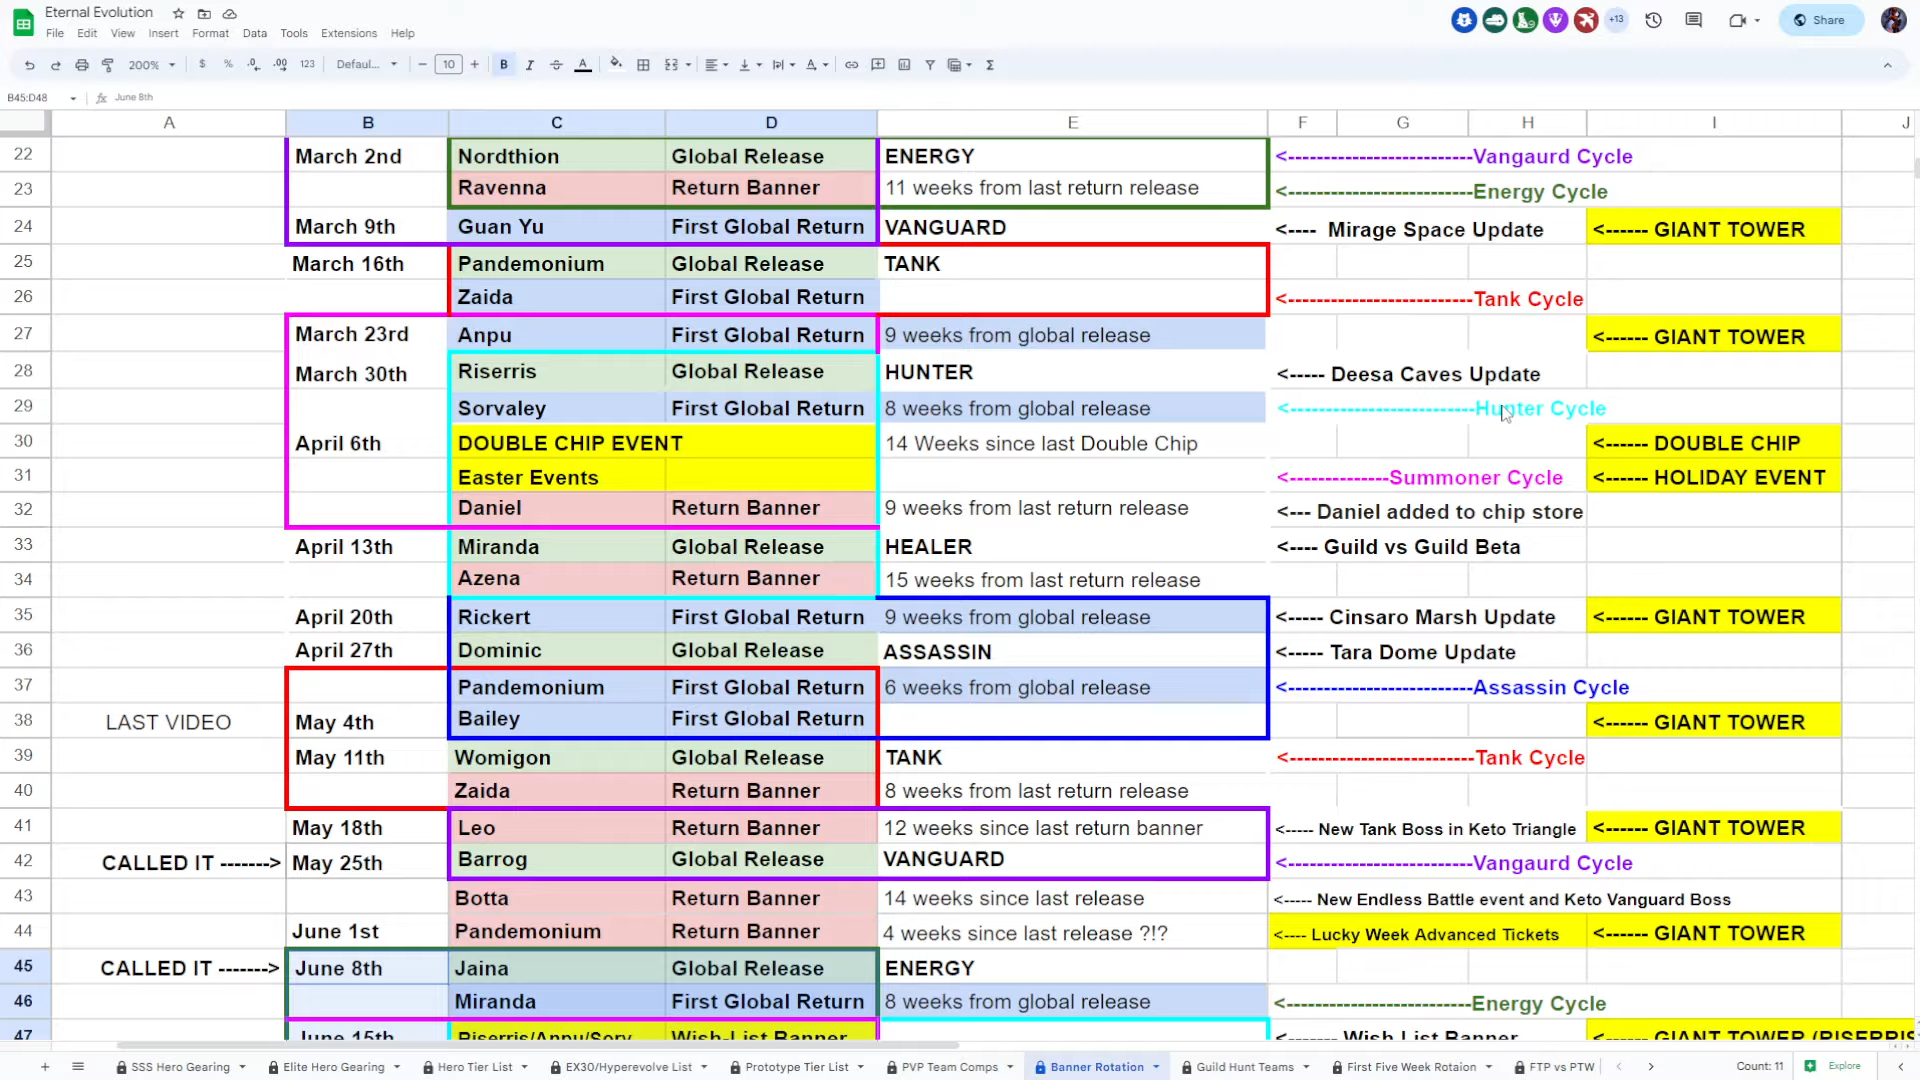 Eternal Evolution
File Edit View Insert Format Data Tools Extensions Help
+13
Share
200% $ % .0 .00 123 Defaul... 10 B I A
B45:D48 fx June 8th
A B C D E F G H I J
22 March 2nd Nordthion Global Release ENERGY <-------------------------Vangaurd Cycle
23 Ravenna Return Banner 11 weeks from last return release <-------------------------Energy Cycle
24 March 9th Guan Yu First Global Return VANGUARD <---- Mirage Space Update <------ GIANT TOWER
25 March 16th Pandemonium Global Release TANK
26 Zaida First Global Return <-------------------------Tank Cycle
27 March 23rd Anpu First Global Return 9 weeks from global release <------ GIANT TOWER
28 March 30th Riserris Global Release HUNTER <----- Deesa Caves Update
29 Sorvaley First Global Return 8 weeks from global release <-------------------------Hunter Cycle
30 April 6th DOUBLE CHIP EVENT 14 Weeks since last Double Chip <------ DOUBLE CHIP
31 Easter Events <--------------Summoner Cycle <------ HOLIDAY EVENT
32 Daniel Return Banner 9 weeks from last return release <--- Daniel added to chip store
33 April 13th Miranda Global Release HEALER <---- Guild vs Guild Beta
34 Azena Return Banner 15 weeks from last return release
35 April 20th Rickert First Global Return 9 weeks from global release <----- Cinsaro Marsh Update <------ GIANT TOWER
36 April 27th Dominic Global Release ASSASSIN <----- Tara Dome Update
37 Pandemonium First Global Return 6 weeks from global release <-------------------------Assassin Cycle
38 LAST VIDEO May 4th Bailey First Global Return <------ GIANT TOWER
39 May 11th Womigon Global Release TANK <-------------------------Tank Cycle
40 Zaida Return Banner 8 weeks from last return release
41 May 18th Leo Return Banner 12 weeks since last return banner <----- New Tank Boss in Keto Triangle <------ GIANT TOWER
42 CALLED IT -------> May 25th Barrog Global Release VANGUARD <-------------------------Vangaurd Cycle
43 Botta Return Banner 14 weeks since last release <----- New Endless Battle event and Keto Vanguard Boss
44 June 1st Pandemonium Return Banner 4 weeks since last release ?!? <---- Lucky Week Advanced Tickets <------ GIANT TOWER
45 CALLED IT -------> June 8th Jaina Global Release ENERGY
46 Miranda First Global Return 8 weeks from global release <-------------------------Energy Cycle
47 June 15th Riserris/Anpu/Sorv Wish-List Banner <----- Wish List Banner <------ GIANT TOWER (RISERRIS
SSS Hero Gearing Elite Hero Gearing Hero Tier List EX30/Hyperevolve List Prototype Tier List PVP Team Comps Banner Rotation Guild Hunt Teams First Five Week Rotaion FTP vs PTW Count: 11 Explore